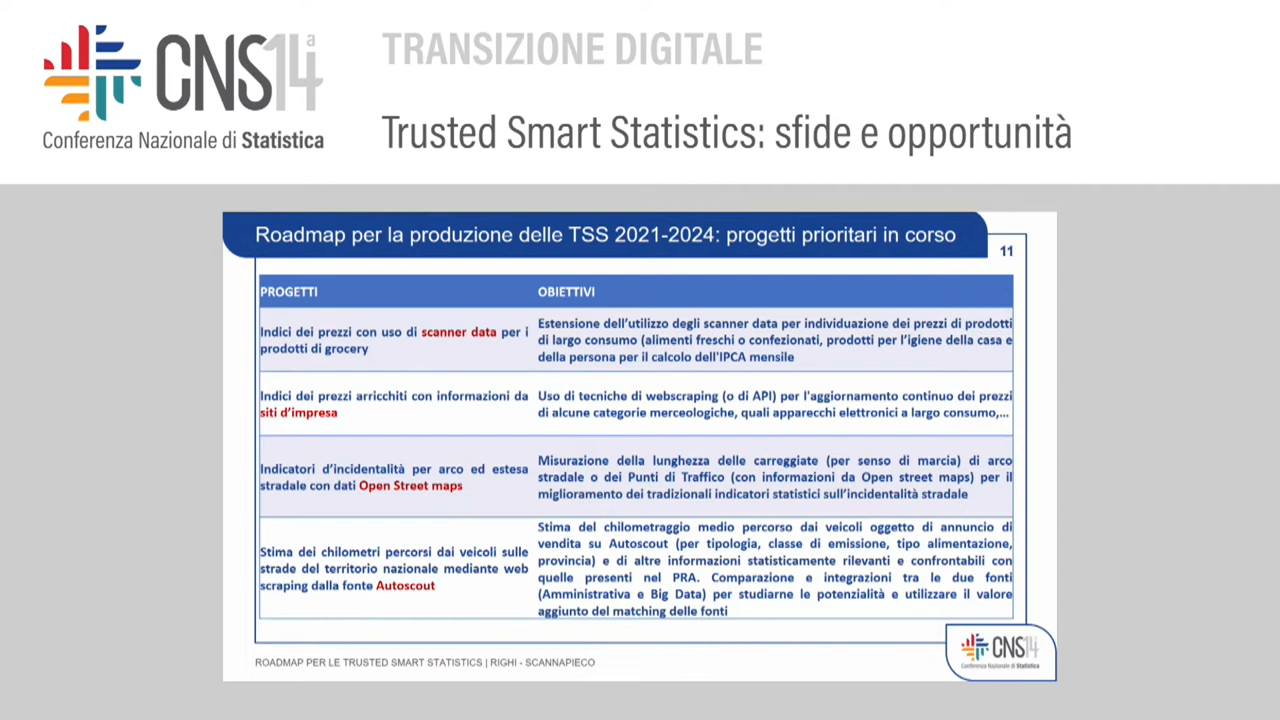 CNS14a
Conferenza Nazionale di Statistica
TRANSIZIONE DIGITALE
Trusted Smart Statistics: sfide e opportunità
Roadmap per la produzione delle TSS 2021-2024: progetti prioritari in corso
11
PROGETTI
OBIETTIVI
Indici dei prezzi con uso di scanner data per i
prodotti di grocery
Estensione dell'utilizzo degli scanner data per individuazione dei prezzi di prodotti
di largo consumo (alimenti freschi o confezionati, prodotti per l'igiene della casa e
della persona per il calcolo dell'IPCA mensile
Indici dei prezzi arricchiti con informazioni da
siti d'impresa
Uso di tecniche di webscraping (o di API) per l'aggiornamento continuo dei prezzi
di alcune categorie merceologiche, quali apparecchi elettronici a largo consumo,...
Indicatori d'incidentalità per arco ed estesa
stradale con dati Open Street maps
Misurazione della lunghezza delle carreggiate (per senso di marcia) di arco
stradale o dei Punti di Traffico (con informazioni da Open street maps) per il
miglioramento dei tradizionali indicatori statistici sull'incidentalità stradale
Stima dei chilometri percorsi dai veicoli sulle
strade del territorio nazionale mediante web
scraping dalla fonte Autoscout
Stima del chilometraggio medio percorso dai veicoli oggetto di annuncio di
vendita su Autoscout (per tipologia, classe di emissione, tipo alimentazione,
provincia) e di altre informazioni statisticamente rilevanti e confrontabili con
quelle presenti nel PRA. Comparazione e integrazioni tra le due fonti
(Amministrativa e Big Data) per studiarne le potenzialità e utilizzare il valore
aggiunto del matching delle fonti
ROADMAP PER LE TRUSTED SMART STATISTICS | RIGHI - SCANNAPIECO
CNS14a
Conferenza Nazionale di Statistica